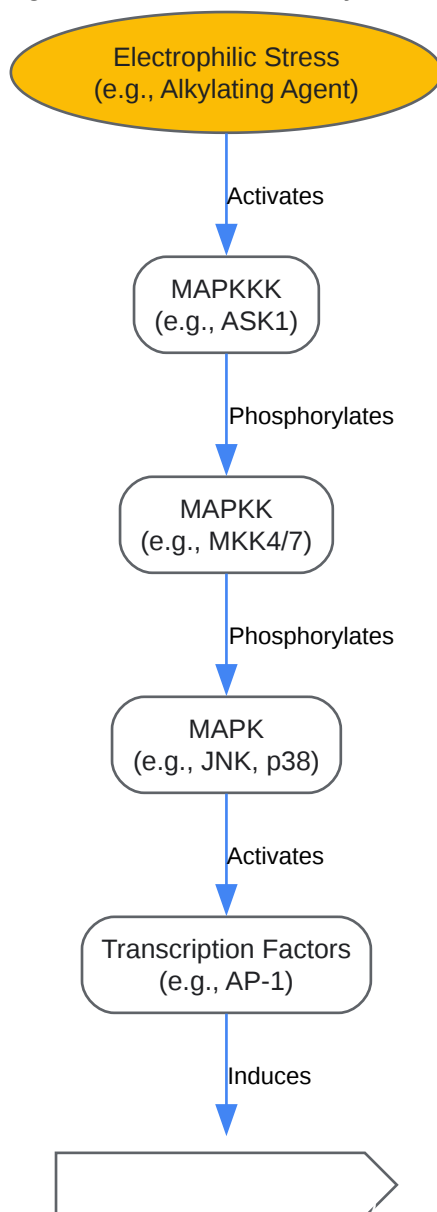 Electrophilic Stress
(e.g., Alkylating Agent)
Activates
MAPKKK
(e.g., ASK1)
Phosphorylates
MAPKK
(e.g., MKK4/7)
Phosphorylates
MAPK
(e.g., JNK, p38)
Activates
Transcription Factors
(e.g., AP-1)
Induces